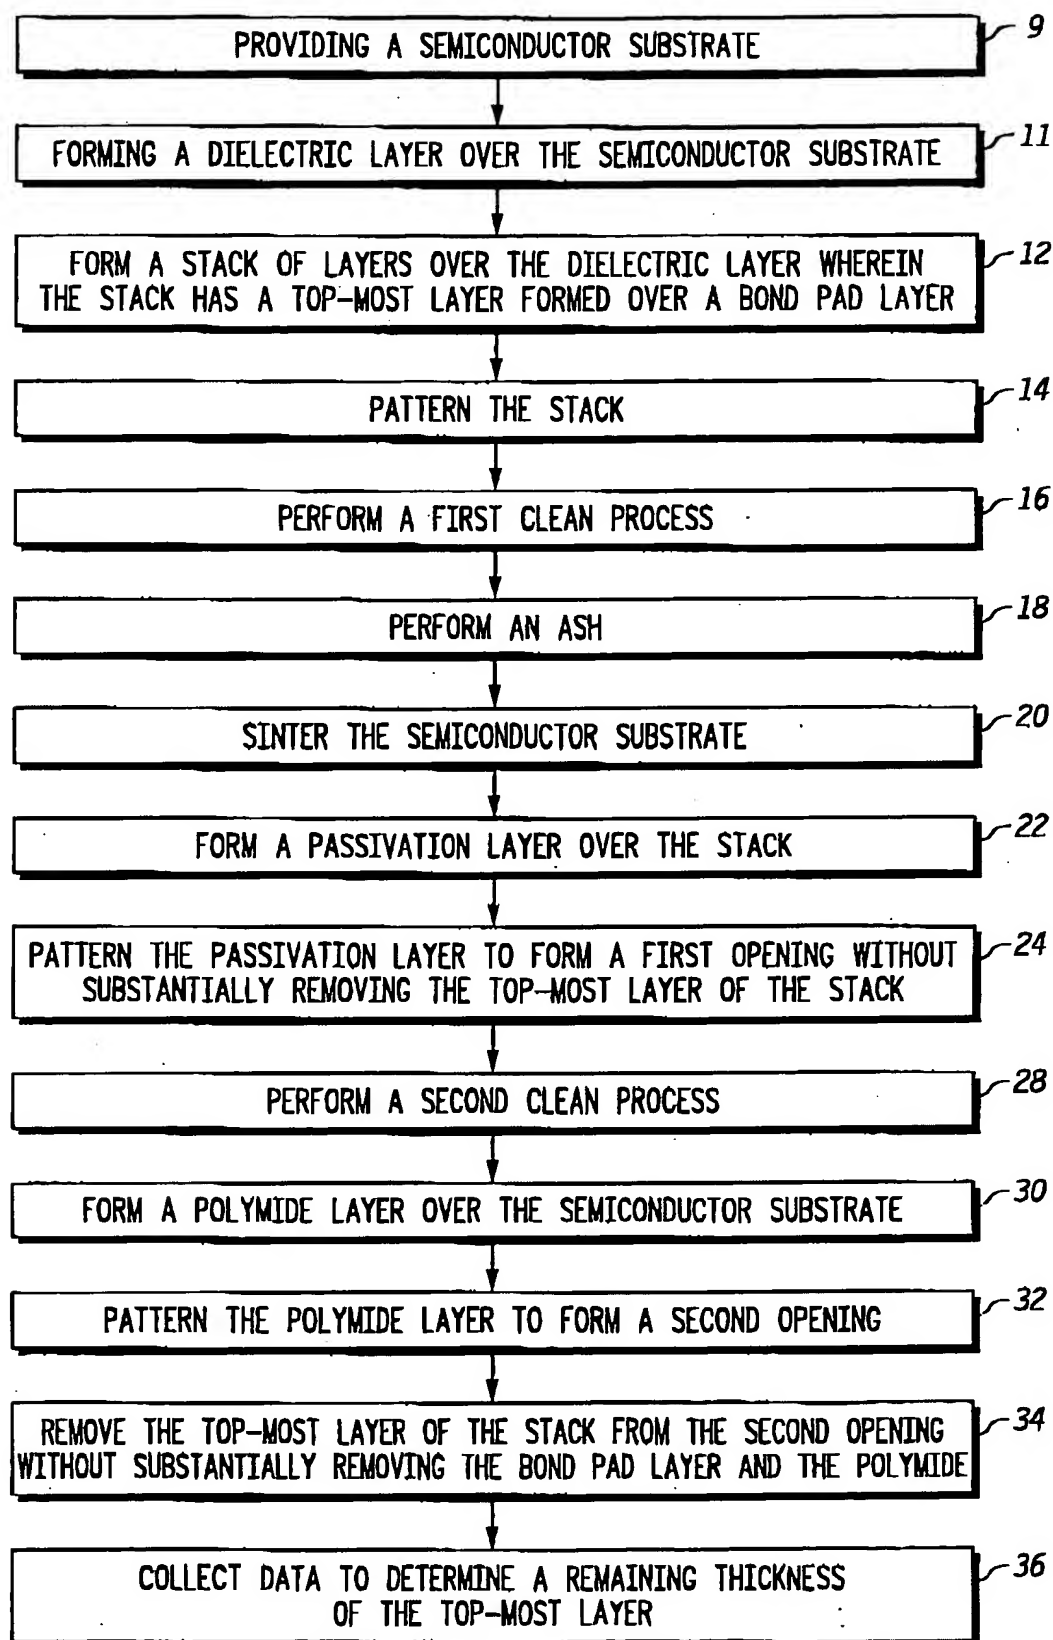 PROVIDING A SEMICONDUCTOR SUBSTRATE
9
FORMING A DIELECTRIC LAYER OVER THE SEMICONDUCTOR SUBSTRATE
11
FORM A STACK OF LAYERS OVER THE DIELECTRIC LAYER WHEREIN
THE STACK HAS A TOP-MOST LAYER FORMED OVER A BOND PAD LAYER
12
PATTERN THE STACK
14
PERFORM A FIRST CLEAN PROCESS
16
PERFORM AN ASH
18
SINTER THE SEMICONDUCTOR SUBSTRATE
20
FORM A PASSIVATION LAYER OVER THE STACK
22
PATTERN THE PASSIVATION LAYER TO FORM A FIRST OPENING WITHOUT
SUBSTANTIALLY REMOVING THE TOP-MOST LAYER OF THE STACK
24
PERFORM A SECOND CLEAN PROCESS
28
FORM A POLYMIDE LAYER OVER THE SEMICONDUCTOR SUBSTRATE
30
PATTERN THE POLYMIDE LAYER TO FORM A SECOND OPENING
32
REMOVE THE TOP-MOST LAYER OF THE STACK FROM THE SECOND OPENING
WITHOUT SUBSTANTIALLY REMOVING THE BOND PAD LAYER AND THE POLYMIDE
34
COLLECT DATA TO DETERMINE A REMAINING THICKNESS
OF THE TOP-MOST LAYER
36